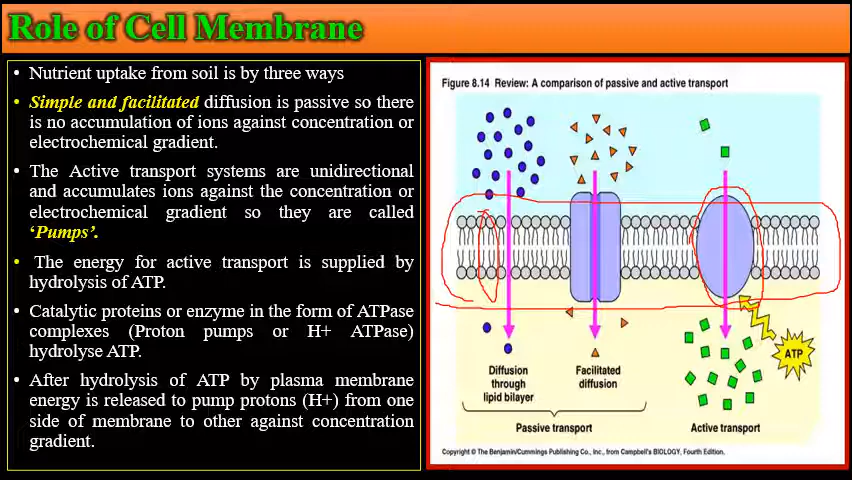 Role of Cell Membrane
• Nutrient uptake from soil is by three ways
• Simple and facilitated diffusion is passive so there
is no accumulation of ions against concentration or
electrochemical gradient.
• The Active transport systems are unidirectional
and accumulates ions against the concentration or
electrochemical gradient so they are called
‘Pumps’.
• The energy for active transport is supplied by
hydrolysis of ATP.
• Catalytic proteins or enzyme in the form of ATPase
complexes (Proton pumps or H+ ATPase)
hydrolyse ATP.
• After hydrolysis of ATP by plasma membrane
energy is released to pump protons (H+) from one
side of membrane to other against concentration
gradient.
Figure 8.14 Review: A comparison of passive and active transport
ATP
Diffusion
through
lipid bilayer
Facilitated
diffusion
Passive transport
Active transport
Copyright © The Benjamin/Cummings Publishing Co., Inc., from Campbell's BIOLOGY, Fourth Edition.